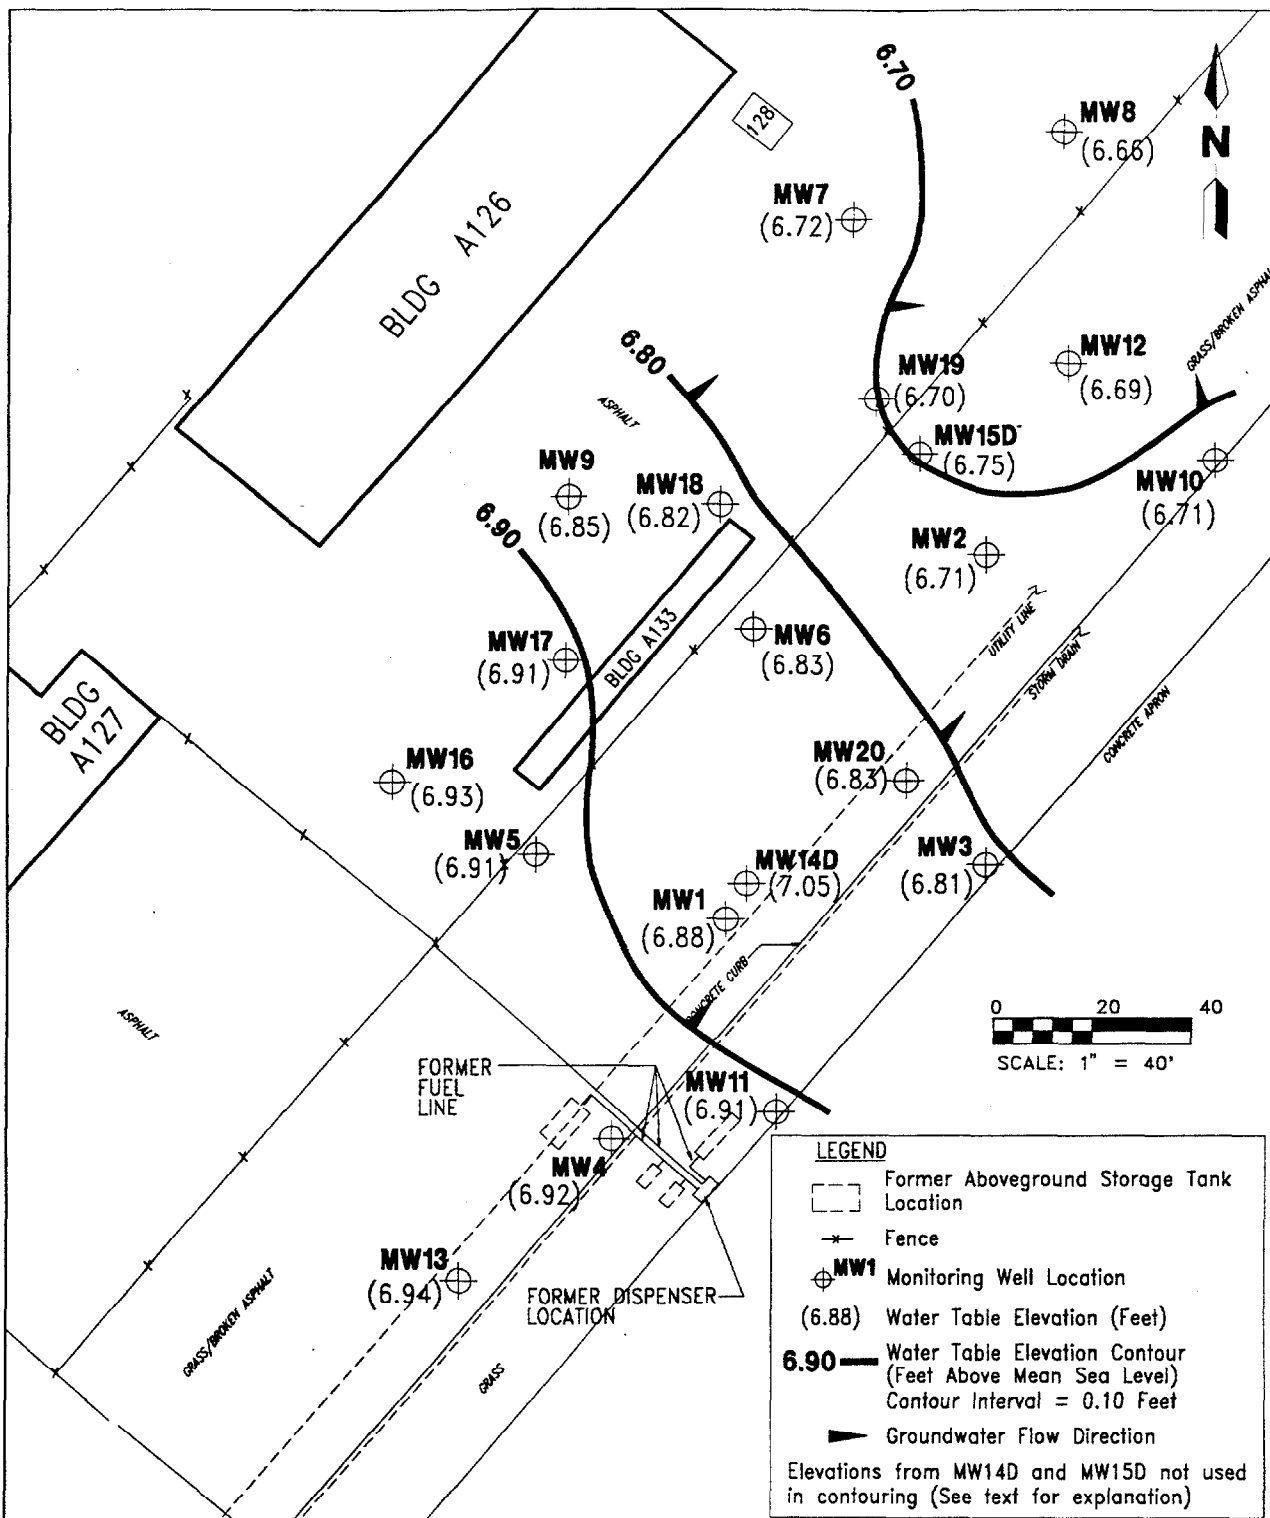 6.70
128
MW8
(6.66)
N
BLDG A126
MW7
(6.72)
GRASS/BROKEN ASPHALT
6.80
MW12
(6.69)
MW19
(6.70)
ASPHALT
MW15D
(6.75)
MW9
(6.85)
MW18
(6.82)
MW10
(6.71)
6.90
MW2
(6.71)
BLDG A133
UTILITY LINE
MW17
(6.91)
MW6
(6.83)
STORM DRAIN
BLDG
A127
CONCRETE APRON
MW16
(6.93)
MW20
(6.83)
MW5
(6.91)
MW14D
(7.05)
MW3
(6.81)
MW1
(6.88)
CONCRETE CURB
ASPHALT
0 20 40
SCALE: 1" = 40'
FORMER
FUEL
LINE
MW11
(6.91)
MW4
(6.92)
MW13
(6.94)
FORMER DISPENSER
LOCATION
GRASS/BROKEN ASPHALT
GRASS
LEGEND
Former Aboveground Storage Tank
Location
Fence
MW1 Monitoring Well Location
(6.88) Water Table Elevation (Feet)
6.90 Water Table Elevation Contour
(Feet Above Mean Sea Level)
Contour Interval = 0.10 Feet
Groundwater Flow Direction
Elevations from MW14D and MW15D not used
in contouring (See text for explanation)